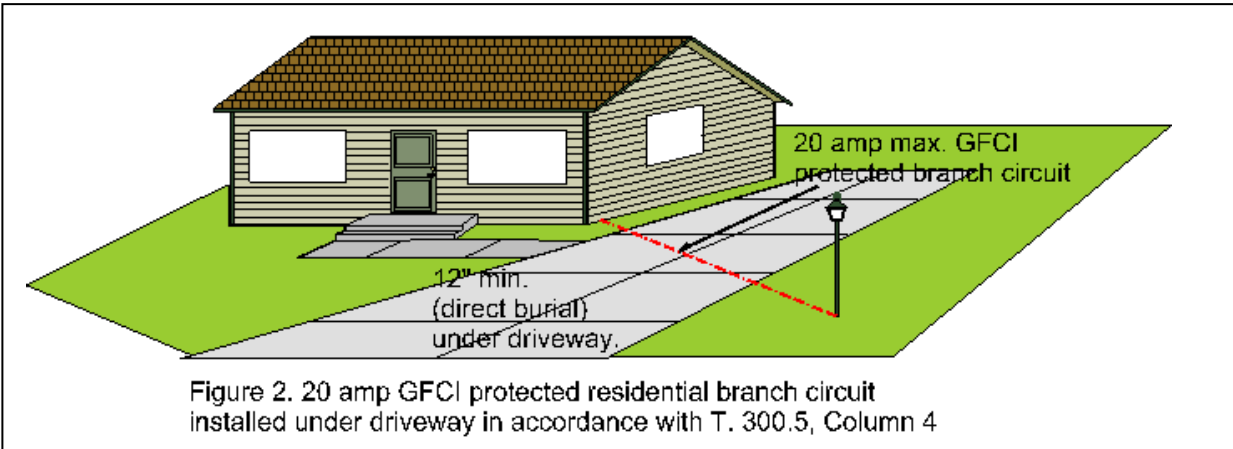 20 amp max. GFCI
protected branch circuit
12" min.
(direct burial)
under driveway.
Figure 2. 20 amp GFCI protected residential branch circuit
installed under driveway in accordance with T. 300.5, Column 4